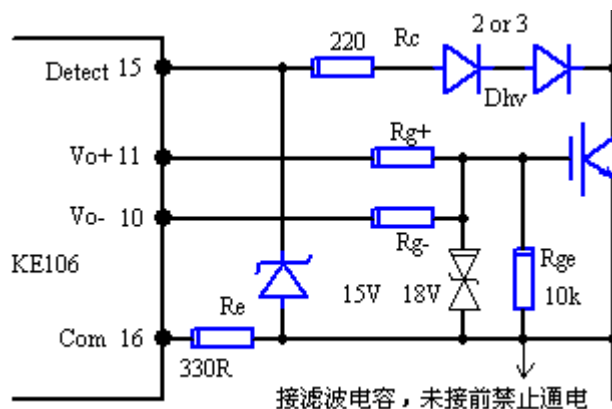 2 or 3
220 Rc
Detect 15
Dhv
Rg+
Vo+ 11
Vo- 10
Rg-
KE106
Rge
15V 18V
10k
Re
Com 16
330R
接滤波电容，未接前禁止通电